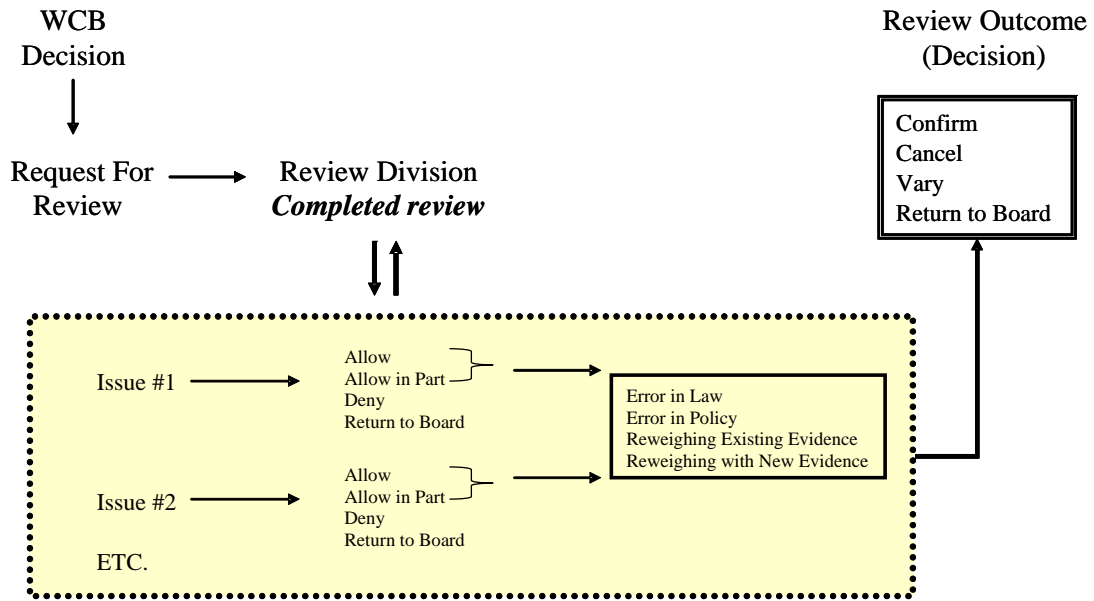 WCB
Decision
Request For
Review
Review Division
Completed review
Review Outcome
(Decision)
Confirm
Cancel
Vary
Return to Board
Issue #1
Allow
Allow in Part
Deny
Return to Board
Issue #2
Allow
Allow in Part
Deny
Return to Board
ETC.
Error in Law
Error in Policy
Reweighing Existing Evidence
Reweighing with New Evidence